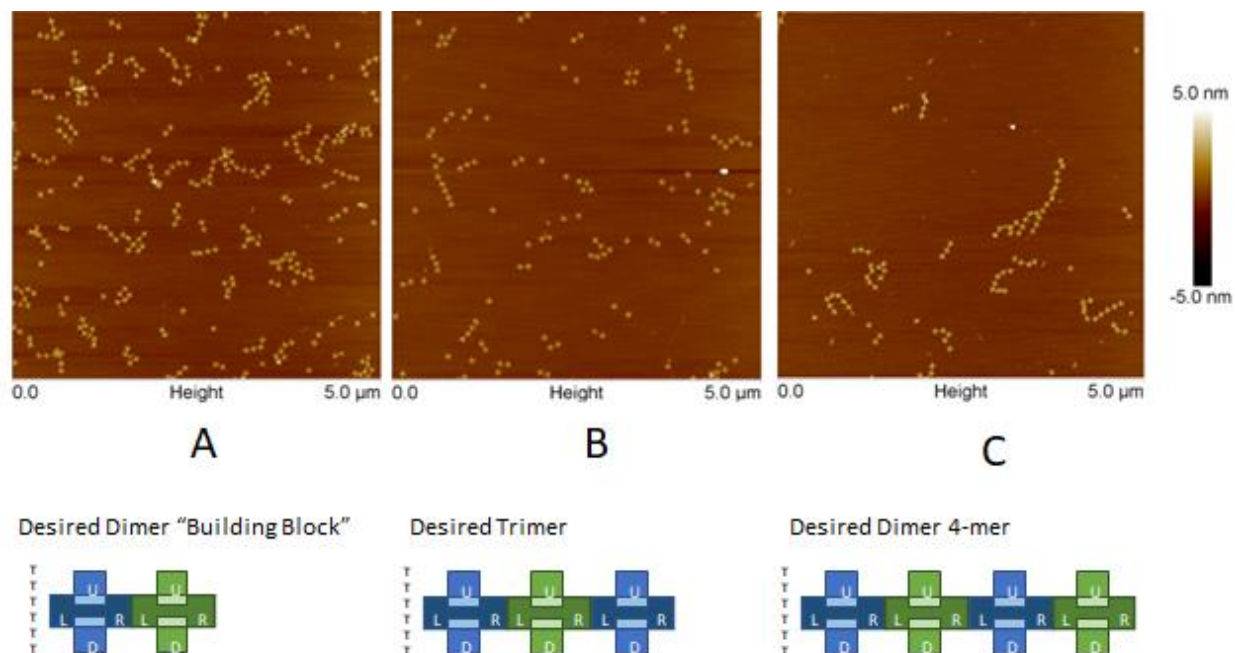 5.0 nm
-5.0 nm
0.0 Height 5.0 µm
0.0 Height 5.0 µm
0.0 Height 5.0 µm
A B C
Desired Dimer “Building Block” Desired Trimer Desired Dimer 4-mer
T T T
T U U T U U U T U U U U
T T T
T L R L R T L R L R L R T L R L R L R L R
T T T
T D D T D D D T D D D D